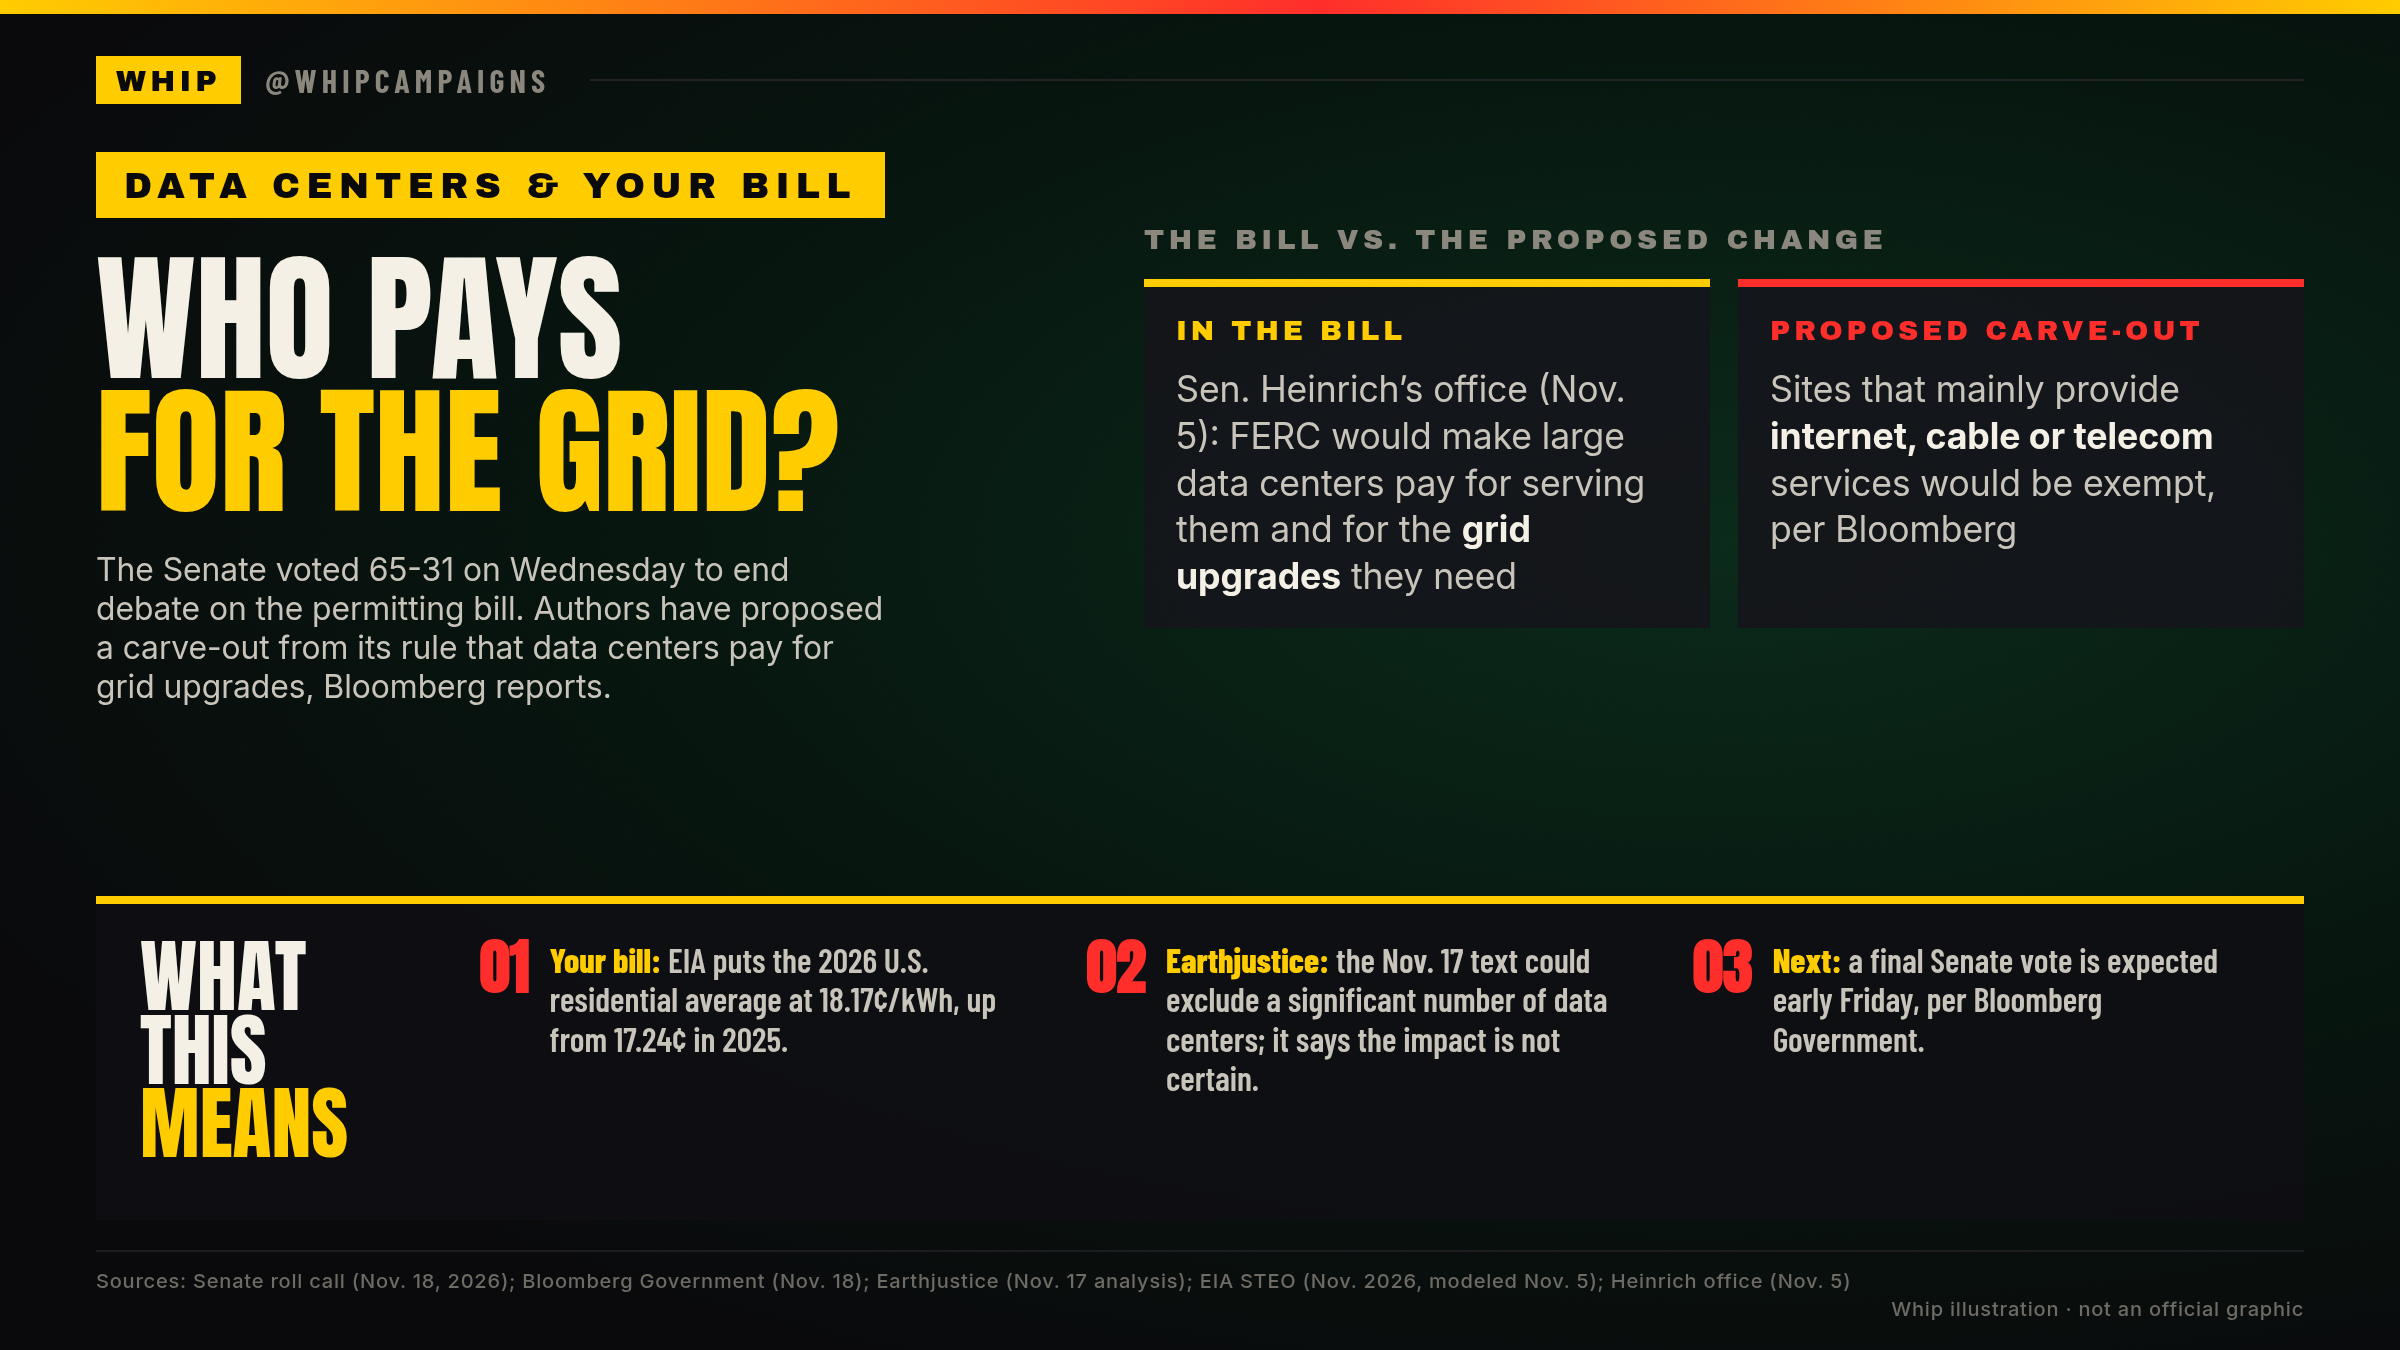 WHIP @WHIPCAMPAIGNS
DATA CENTERS & YOUR BILL
WHO PAYS
FOR THE GRID?
The Senate voted 65-31 on Wednesday to end
debate on the permitting bill. Authors have proposed
a carve-out from its rule that data centers pay for
grid upgrades, Bloomberg reports.
THE BILL VS. THE PROPOSED CHANGE
IN THE BILL
Sen. Heinrich’s office (Nov.
5): FERC would make large
data centers pay for serving
them and for the grid
upgrades they need
PROPOSED CARVE-OUT
Sites that mainly provide
internet, cable or telecom
services would be exempt,
per Bloomberg
WHAT
THIS
MEANS
01
Your bill: EIA puts the 2026 U.S.
residential average at 18.17¢/kWh, up
from 17.24¢ in 2025.
02
Earthjustice: the Nov. 17 text could
exclude a significant number of data
centers; it says the impact is not
certain.
03
Next: a final Senate vote is expected
early Friday, per Bloomberg
Government.
Sources: Senate roll call (Nov. 18, 2026); Bloomberg Government (Nov. 18); Earthjustice (Nov. 17 analysis); EIA STEO (Nov. 2026, modeled Nov. 5); Heinrich office (Nov. 5)
Whip illustration · not an official graphic